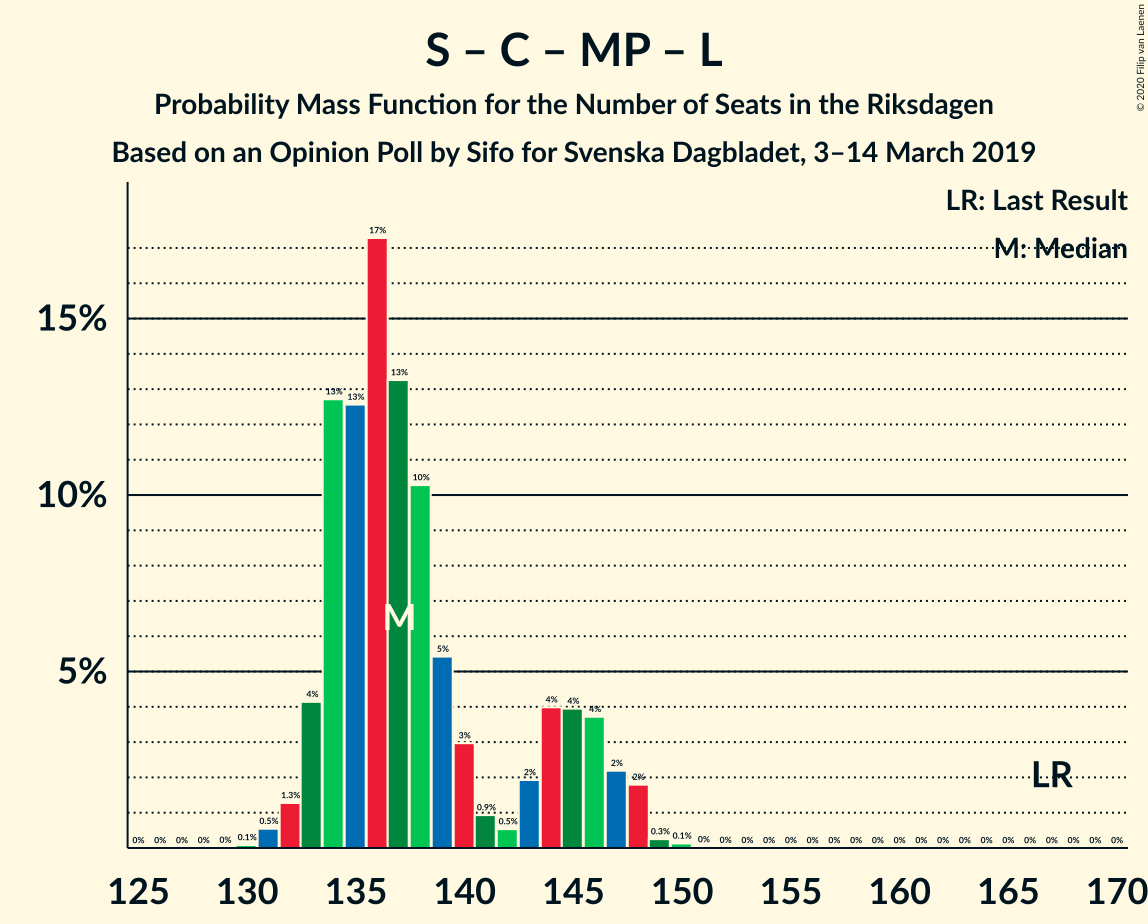 S – C – MP – L
Probability Mass Function for the Number of Seats in the Riksdagen
Based on an Opinion Poll by Sifo for Svenska Dagbladet, 3–14 March 2019
© 2020 Filip van Laenen
LR: Last Result
M: Median
15%
10%
5%
0% 0% 0% 0% 0% 0.1% 0.5% 1.3% 4% 13% 13% 17% 13% 10% 5% 3% 0.9% 0.5% 2% 4% 4% 4% 2% 2% 0.3% 0.1% 0% 0% 0% 0% 0% 0% 0% 0% 0% 0% 0% 0% 0% 0% 0% 0% 0% 0% 0% 0%
M
LR
125 130 135 140 145 150 155 160 165 170